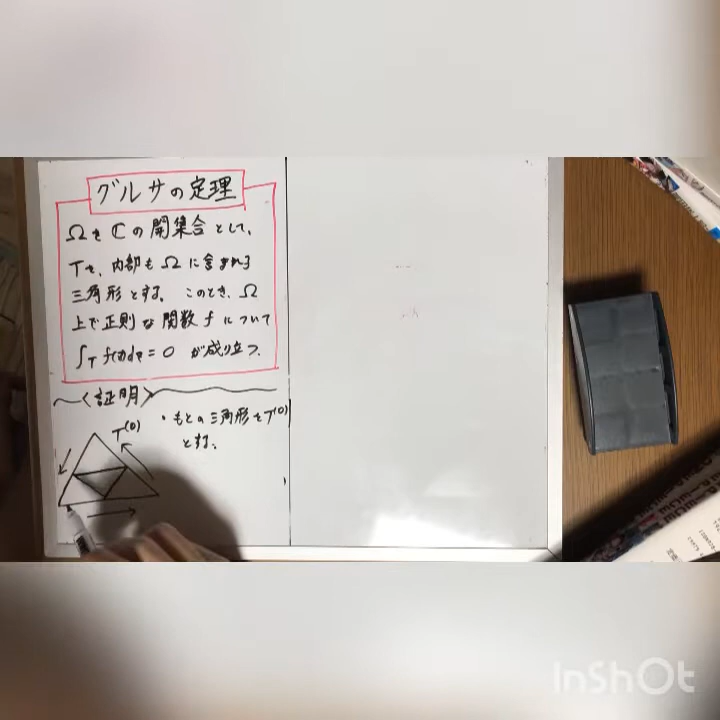 グルサの定理
Ωを ℂ の開集合として、
Tを、内部も Ω に含まれる
三角形とする。このとき、Ω
上で正則な関数 f について
∫_T f(z)dz = 0 が成り立つ.
〈証明〉
・もとの三角形を T^(0)
とする。
T^(0)
InShOt